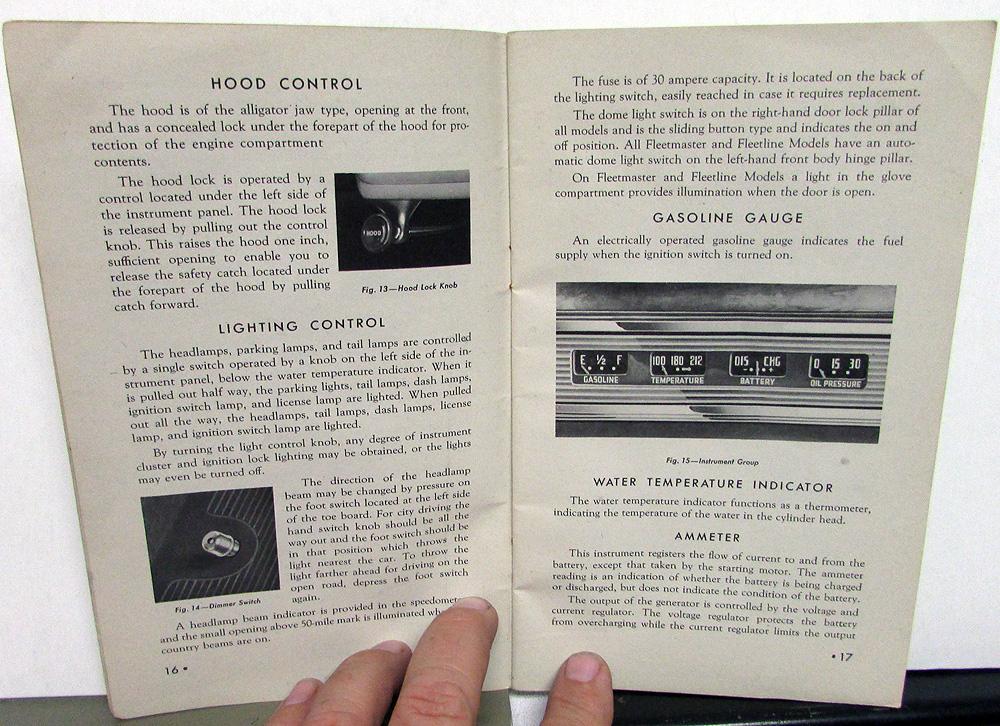 HOOD CONTROL
The hood is of the alligator jaw type, opening at the front,
and has a concealed lock under the forepart of the hood for pro-
tection of the engine compartment
contents.
The hood lock is operated by a
control located under the left side of
the instrument panel. The hood lock
is released by pulling out the control
knob. This raises the hood one inch,
sufficient opening to enable you to
release the safety catch located under
the forepart of the hood by pulling
catch forward.
HOOD
Fig. 13—Hood Lock Knob
LIGHTING CONTROL
The headlamps, parking lamps, and tail lamps are controlled
by a single switch operated by a knob on the left side of the in-
strument panel, below the water temperature indicator. When it
is pulled out half way, the parking lights, tail lamps, dash lamps,
ignition switch lamp, and license lamp are lighted. When pulled
out all the way, the headlamps, tail lamps, dash lamps, license
lamp, and ignition switch lamp are lighted.
By turning the light control knob, any degree of instrument
cluster and ignition lock lighting may be obtained, or the lights
may even be turned off.
Fig. 14—Dimmer Switch
The direction of the headlamp
beam may be changed by pressure on
the foot switch located at the left side
of the toe board. For city driving the
hand switch knob should be all the
way out and the foot switch should be
in that position which throws the
light nearest the car. To throw the
light farther ahead for driving on the
open road, depress the foot switch
again.
A headlamp beam indicator is provided in the
and the small opening above 50-mile mark is illuminated
country beams are on.
16 •
The fuse is of 30 ampere capacity. It is located on the back of
the lighting switch, easily reached in case it requires replacement.
The dome light switch is on the right-hand door lock pillar of
all models and is the sliding button type and indicates the on and
off position. All Fleetmaster and Fleetline Models have an auto-
matic dome light switch on the left-hand front body hinge pillar.
On Fleetmaster and Fleetline Models a light in the glove
compartment provides illumination when the door is open.
GASOLINE GAUGE
An electrically operated gasoline gauge indicates the fuel
supply when the ignition switch is turned on.
E ½ F
GASOLINE
100 180 212
TEMPERATURE
DIS CHG
- +
BATTERY
0 15 30
OIL PRESSURE
Fig. 15—Instrument Group
WATER TEMPERATURE INDICATOR
The water temperature indicator functions as a thermometer,
indicating the temperature of the water in the cylinder head.
AMMETER
This instrument registers the flow of current to and from the
battery, except that taken by the starting motor. The ammeter
reading is an indication of whether the battery is being charged
or discharged, but does not indicate the condition of the battery.
The output of the generator is controlled by the voltage and
current regulator. The voltage regulator protects the battery
from overcharging while the current regulator limits the output
• 17